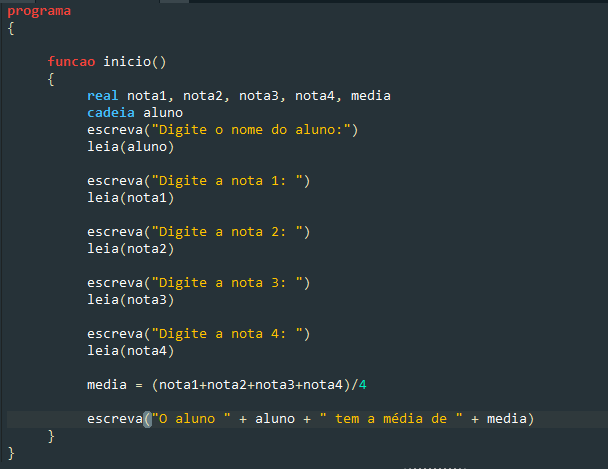 programa
{
funcao inicio()
{
real nota1, nota2, nota3, nota4, media
cadeia aluno
escreva("Digite o nome do aluno:")
leia(aluno)
escreva("Digite a nota 1: ")
leia(nota1)
escreva("Digite a nota 2: ")
leia(nota2)
escreva("Digite a nota 3: ")
leia(nota3)
escreva("Digite a nota 4: ")
leia(nota4)
media = (nota1+nota2+nota3+nota4)/4
escreva("O aluno " + aluno + " tem a média de " + media)
}
}